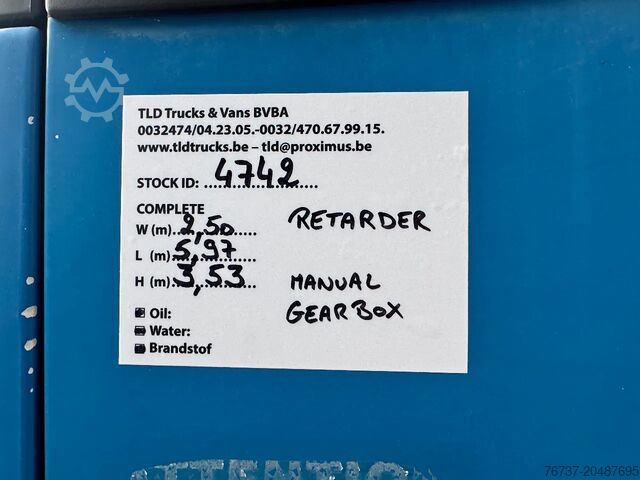 TLD Trucks & Vans BVBA
0032474/04.23.05.-0032/470.67.99.15.
www.tldtrucks.be – tld@proximus.be
STOCK ID: 4742
COMPLETE
W (m) 2,50
RETARDER
L (m) 5,97
H (m) 3,53
MANUAL
GEARBOX
Oil:
Water:
Brandstof
ATTENTION
76737-20487695